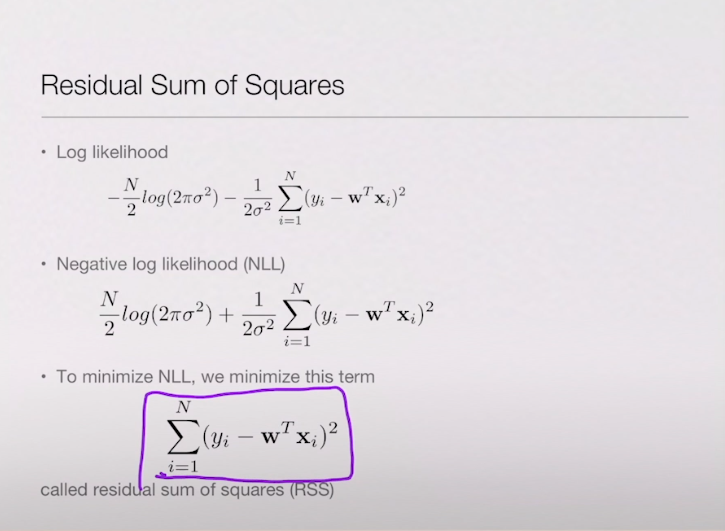 Residual Sum of Squares
• Log likelihood
$-\frac{N}{2}log(2\pi\sigma^2) - \frac{1}{2\sigma^2}\sum_{i=1}^{N}(y_i - \mathbf{w}^T\mathbf{x}_i)^2$
• Negative log likelihood (NLL)
$\frac{N}{2}log(2\pi\sigma^2) + \frac{1}{2\sigma^2}\sum_{i=1}^{N}(y_i - \mathbf{w}^T\mathbf{x}_i)^2$
• To minimize NLL, we minimize this term
$\sum_{i=1}^{N}(y_i - \mathbf{w}^T\mathbf{x}_i)^2$
called residual sum of squares (RSS)